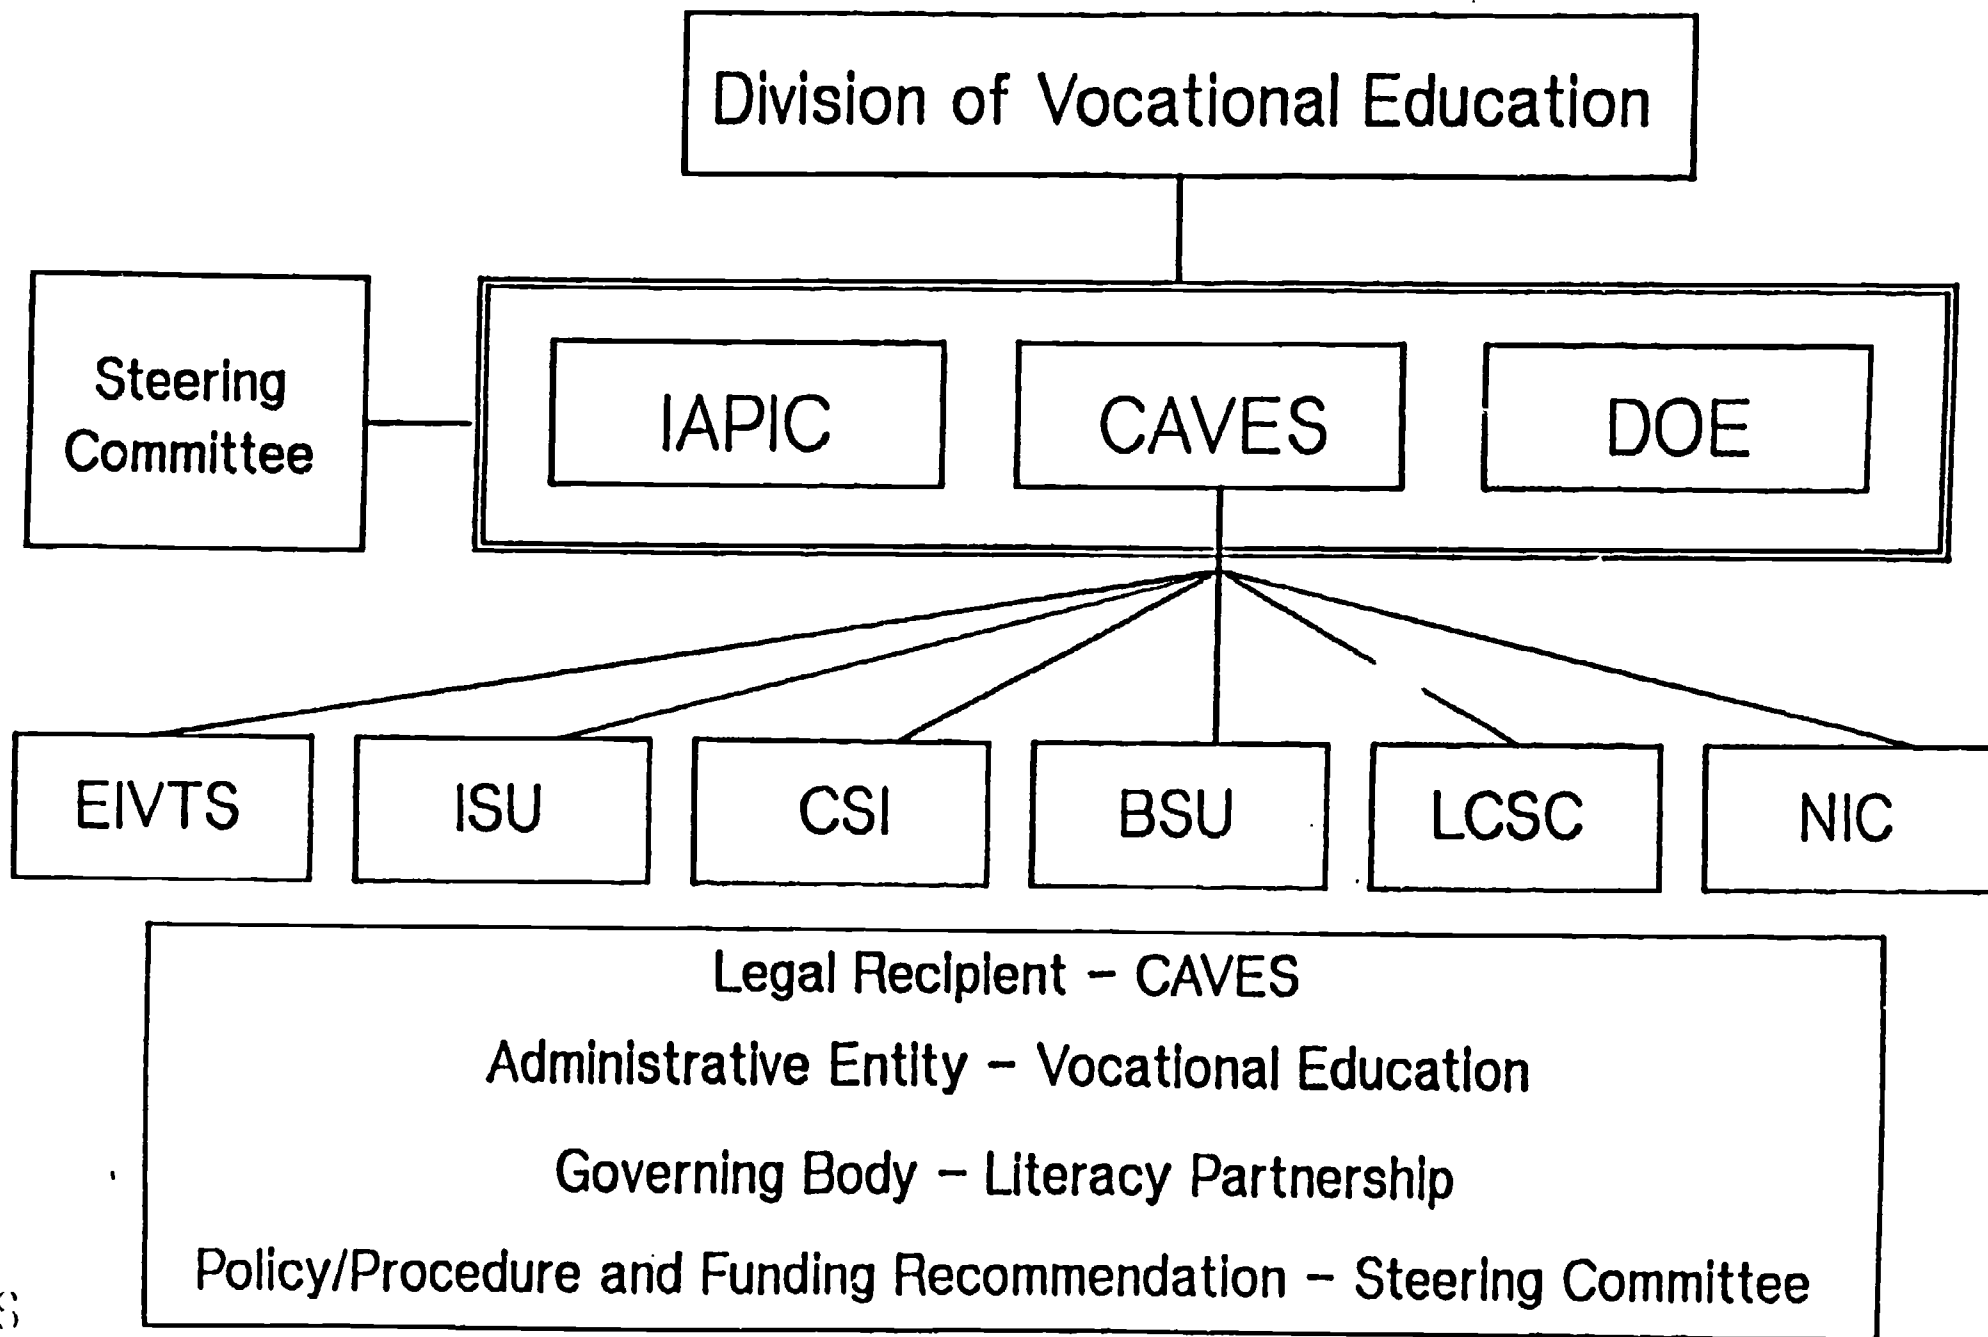 Division of Vocational Education
Steering
Committee
IAPIC
CAVES
DOE
EIVTS
ISU
CSI
BSU
LCSC
NIC
Legal Recipient – CAVES
Administrative Entity – Vocational Education
Governing Body – Literacy Partnership
Policy/Procedure and Funding Recommendation – Steering Committee